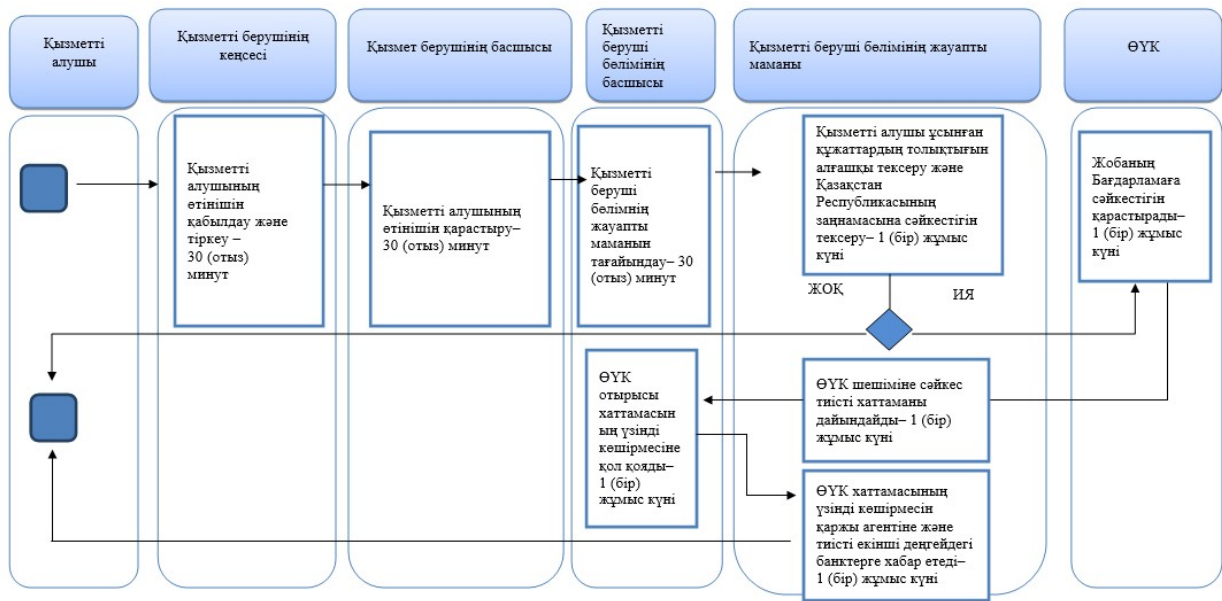 Қызметті
алушы
Қызметті берушінің
кеңсесі
Қызмет берушінің басшысы
Қызметті
беруші
бөлімінің
басшысы
Қызметті беруші бөлімінің жауапты
маманы
ӨҮК
Қызметті
алушының
өтінішін
қабылдау және
тіркеу –
30 (отыз)
минут
Қызметті алушының
өтінішін қарастыру–
30 (отыз) минут
Қызметті
беруші
бөлімнің
жауапты
маманын
тағайындау– 30
(отыз) минут
Қызметті алушы ұсынған
құжаттардың толықтығын
алғашқы тексеру және
Қазақстан
Республикасының
заңнамасына сәйкестігін
тексеру– 1 (бір) жұмыс
күні
Жобаның
Бағдарламаға
сәйкестігін
қарастырады–
1 (бір) жұмыс
күні
ЖОҚ
ИЯ
ӨҮК
отырысы
хаттамасын
ың үзінді
көшірмесіне
қол қояды–
1 (бір)
жұмыс күні
ӨҮК шешіміне сәйкес
тиісті хаттаманы
дайындайды– 1 (бір)
жұмыс күні
ӨҮК хаттамасының
үзінді көшірмесін
қаржы агентіне және
тиісті екінші деңгейдегі
банктерге хабар етеді–
1 (бір) жұмыс күні